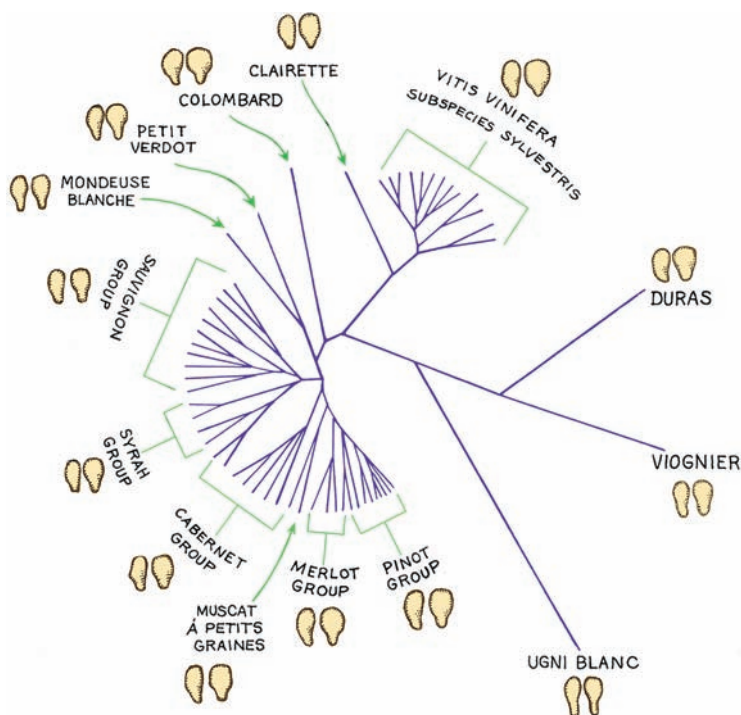 CLAIRETTE
COLOMBARD
PETIT
VERDOT
MONDEUSE
BLANCHE
VITIS VINIFERA
SUBSPECIES SYLVESTRIS
SAUVIGNON
GROUP
DURAS
SYRAH
GROUP
VIOGNIER
CABERNET
GROUP
MERLOT
GROUP
PINOT
GROUP
MUSCAT
À PETITS
GRAINES
UGNI BLANC